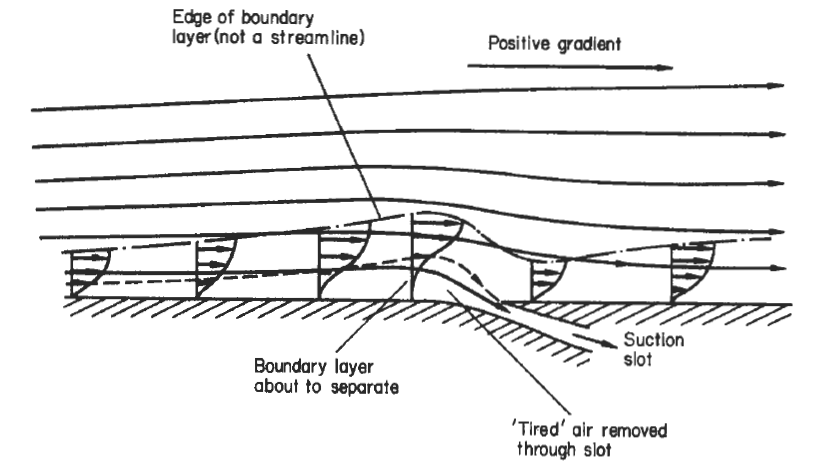 Edge of boundary
layer (not a streamline)
Positive gradient
Suction
slot
Boundary layer
about to separate
'Tired' air removed
through slot